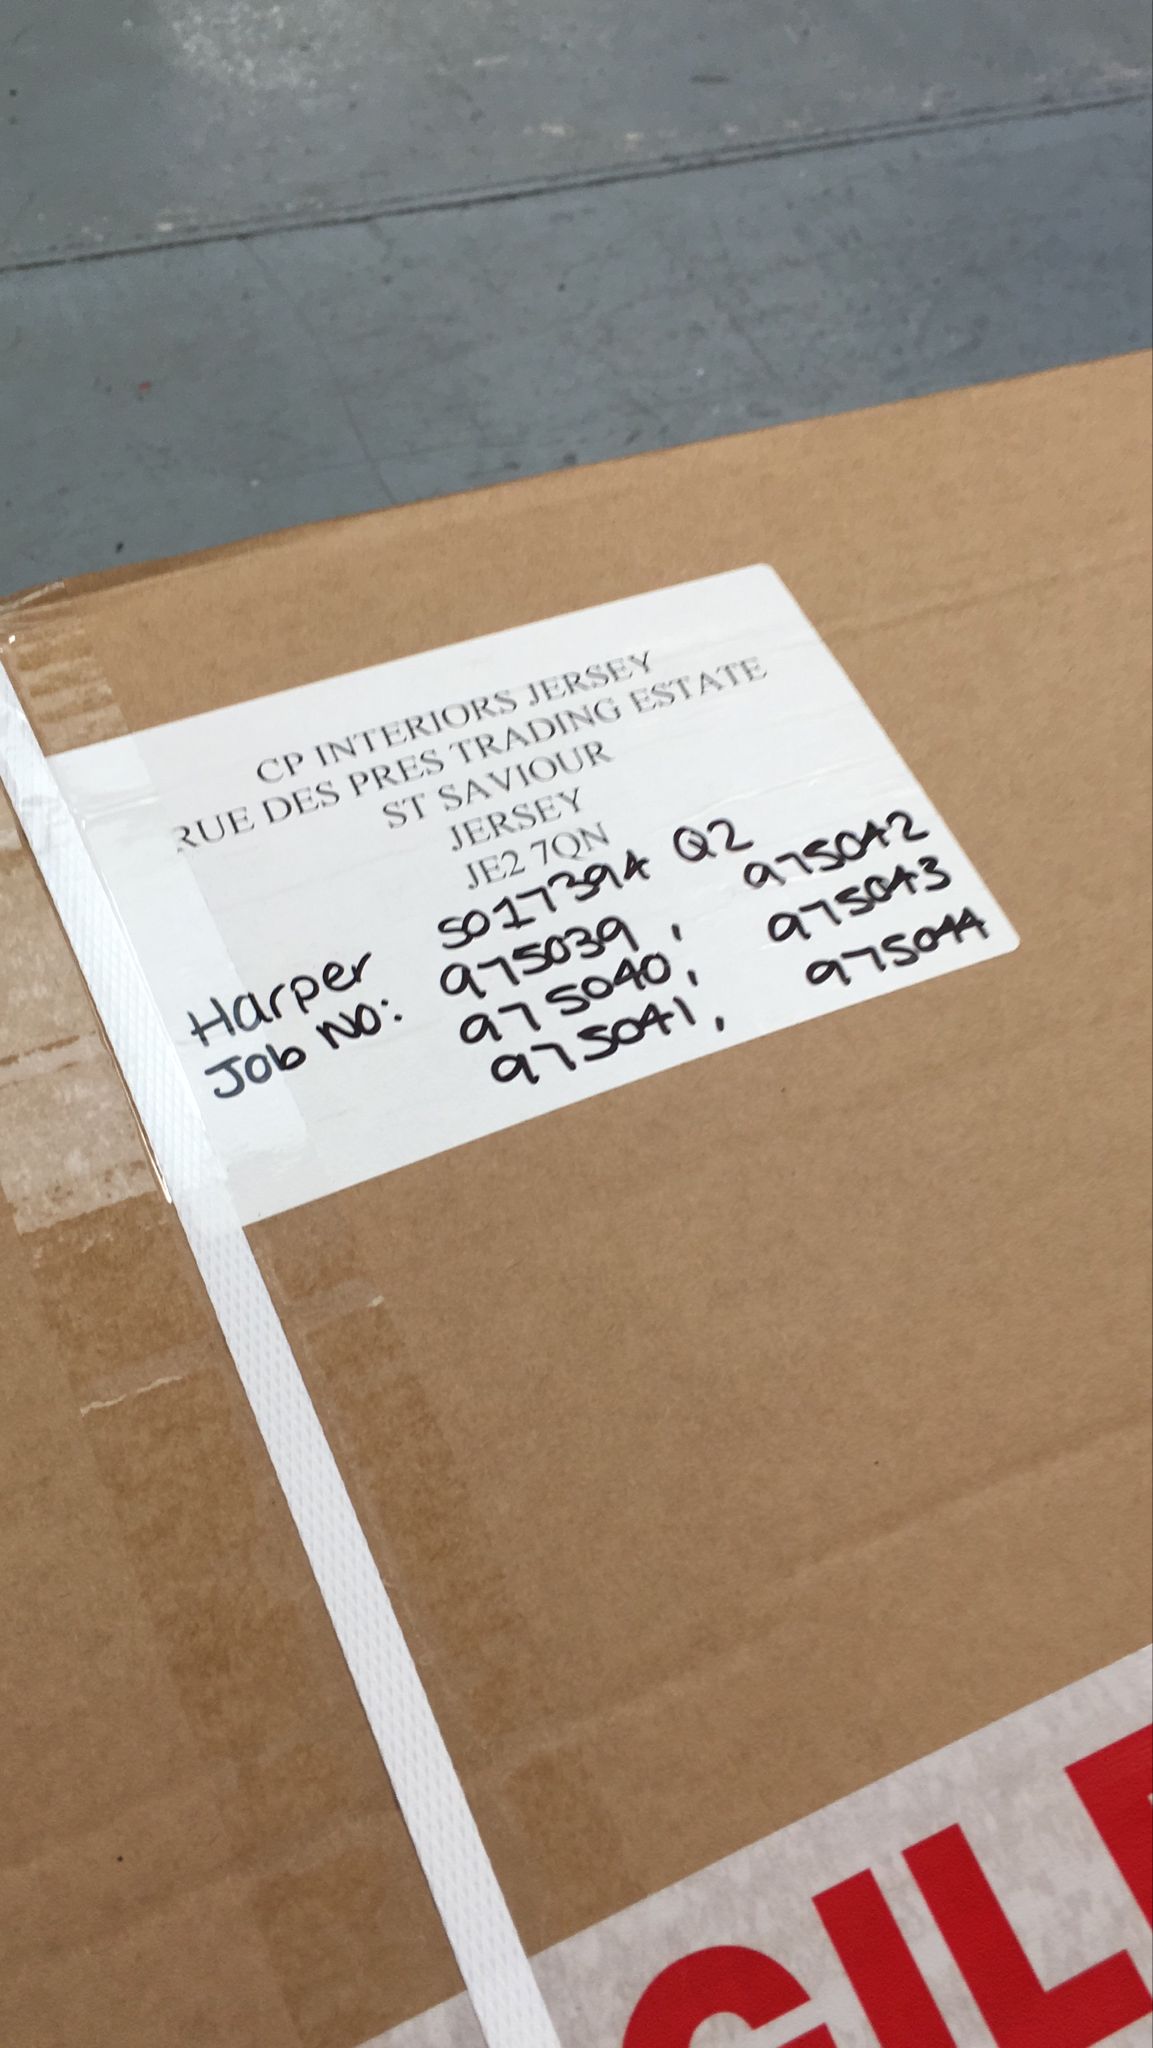 CP INTERIORS JERSEY
RUE DES PRES TRADING ESTATE
ST SAVIOUR
JERSEY
JE2 7QN
Harper S017394 Q2
Job No: 975039, 975042
975040, 975043
975041, 975044
GIL